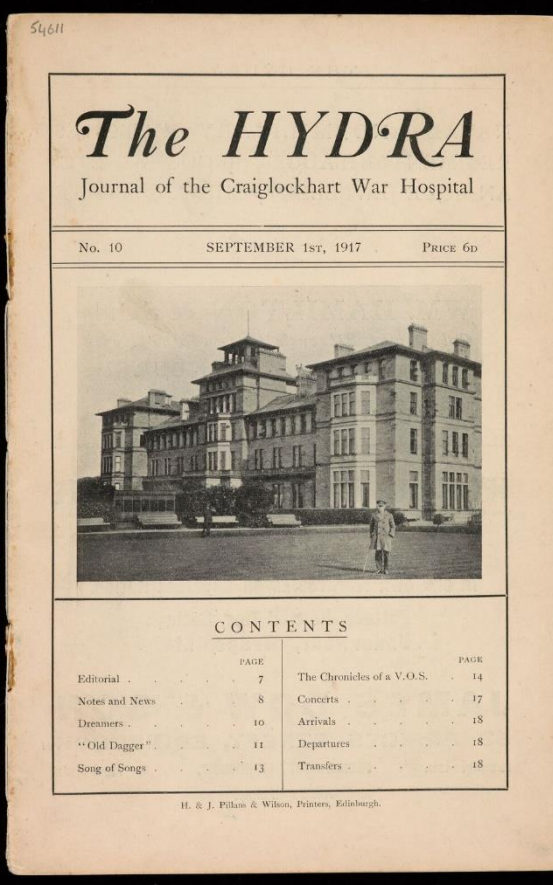 54611
The HYDRA
Journal of the Craiglockhart War Hospital
No. 10 SEPTEMBER 1ST, 1917 PRICE 6D
CONTENTS
PAGE
Editorial . . . . . 7
Notes and News . . . 8
Dreamers . . . . . 10
"Old Dagger" . . . . 11
Song of Songs . . . . 13
PAGE
The Chronicles of a V.O.S. . 14
Concerts . . . . . 17
Arrivals . . . . . 18
Departures . . . . 18
Transfers . . . . . 18
H. & J. Pillans & Wilson, Printers, Edinburgh.